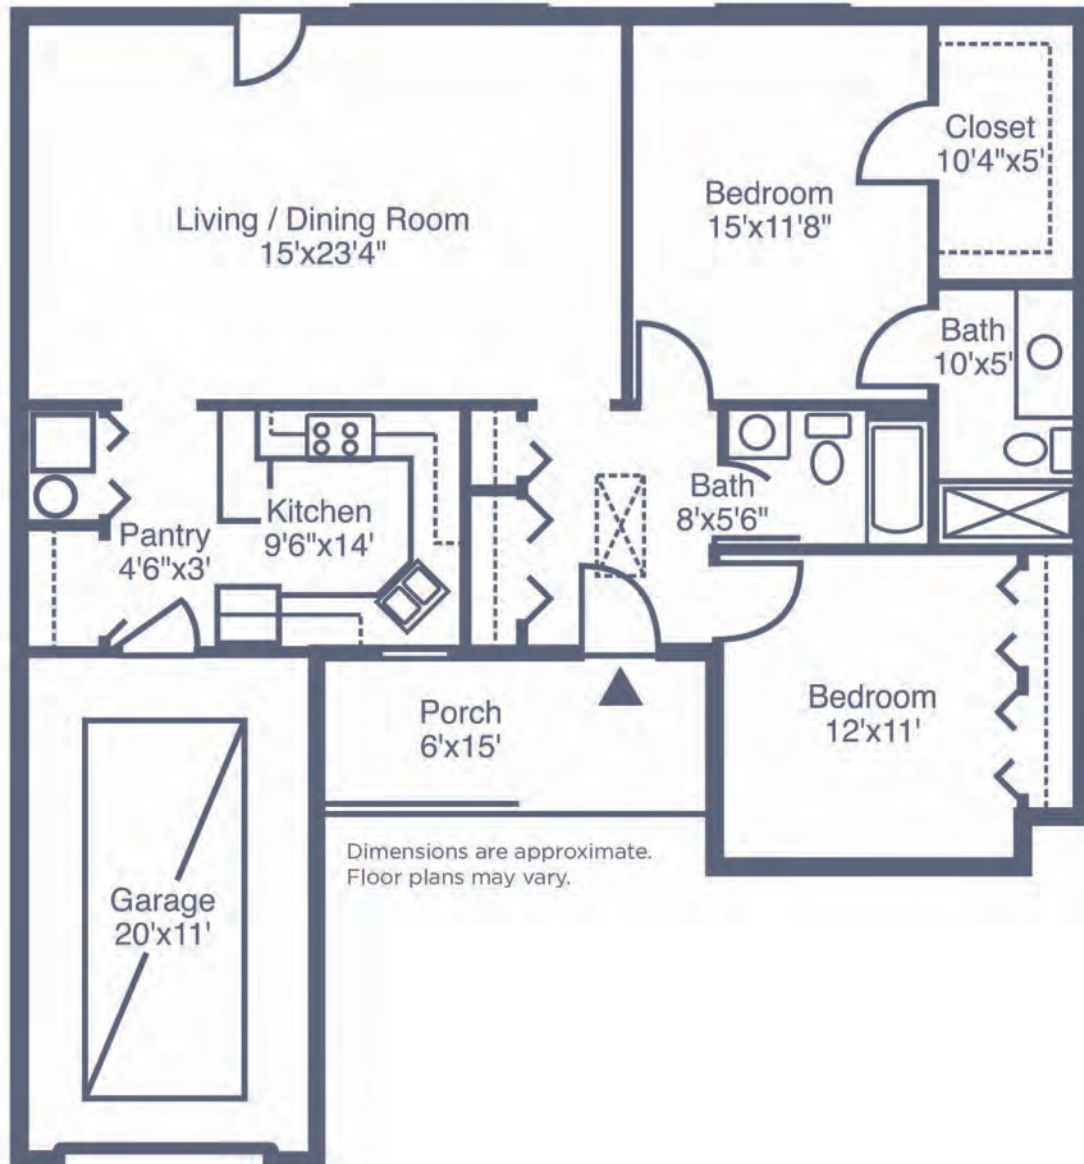 Living / Dining Room
15'x23'4"
Bedroom
15'x11'8"
Closet
10'4"x5'
Bath
10'x5'
Pantry
4'6"x3'
Kitchen
9'6"x14'
Bath
8'x5'6"
Porch
6'x15'
Bedroom
12'x11'
Dimensions are approximate.
Floor plans may vary.
Garage
20'x11'